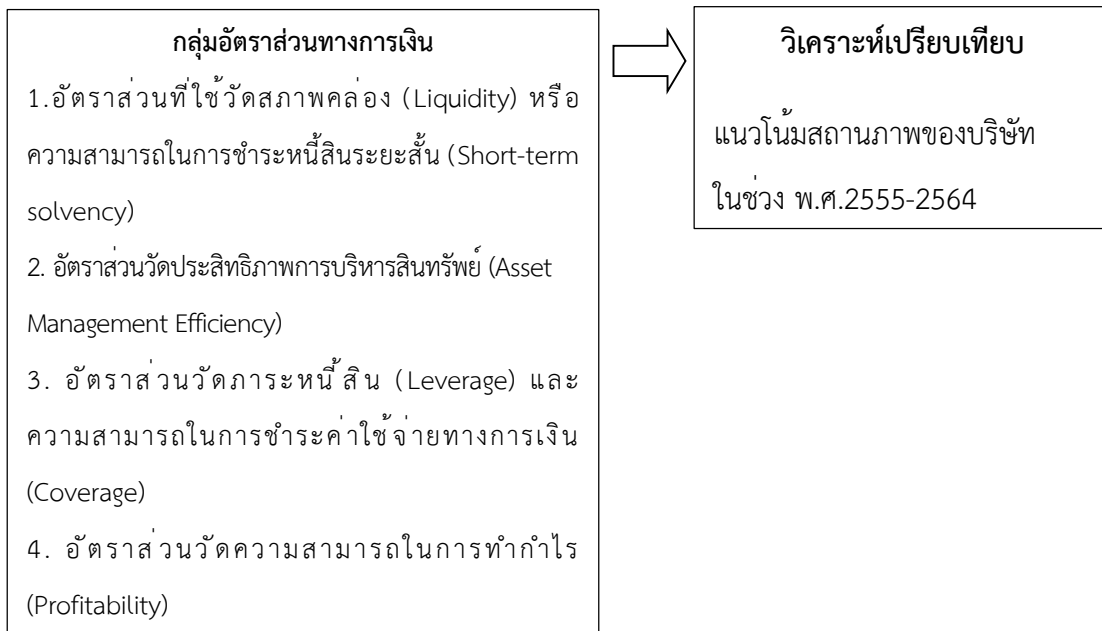 กลุ่มอัตราส่วนทางการเงิน
1.อัตราส่วนที่ใช้วัดสภาพคล่อง (Liquidity) หรือ
ความสามารถในการชำระหนี้สินระยะสั้น (Short-term
solvency)
2. อัตราส่วนวัดประสิทธิภาพการบริหารสินทรัพย์ (Asset
Management Efficiency)
3. อัตราส่วนวัดภาระหนี้สิน (Leverage) และ
ความสามารถในการชำระค่าใช้จ่ายทางการเงิน
(Coverage)
4. อัตราส่วนวัดความสามารถในการทำกำไร
(Profitability)
วิเคราะห์เปรียบเทียบ
แนวโน้มสถานภาพของบริษัท
ในช่วง พ.ศ.2555-2564